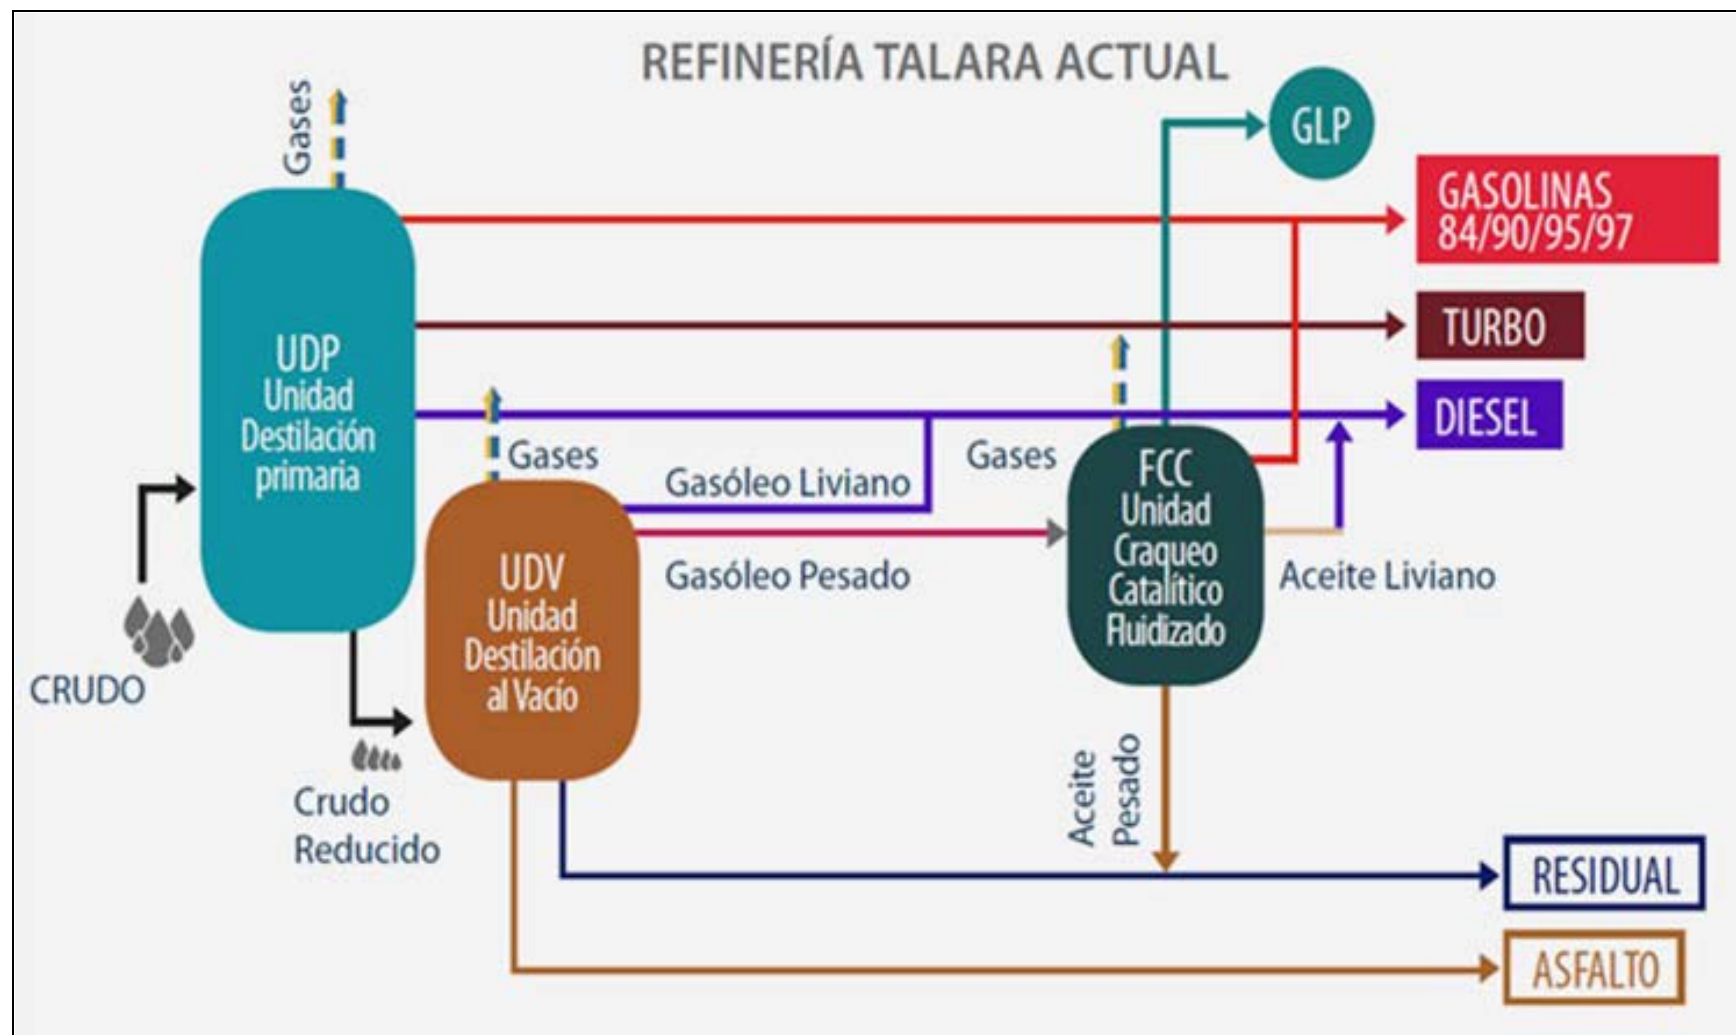 REFINERÍA TALARA ACTUAL
Gases
GLP
GASOLINAS
84/90/95/97
TURBO
DIESEL
UDP
Unidad
Destilación
primaria
CRUDO
Crudo
Reducido
Gases
Gasóleo Liviano
Gasóleo Pesado
UDV
Unidad
Destilación
al Vacío
Gases
FCC
Unidad
Craqueo
Catalítico
Fluidizado
Aceite Liviano
Aceite
Pesado
RESIDUAL
ASFALTO